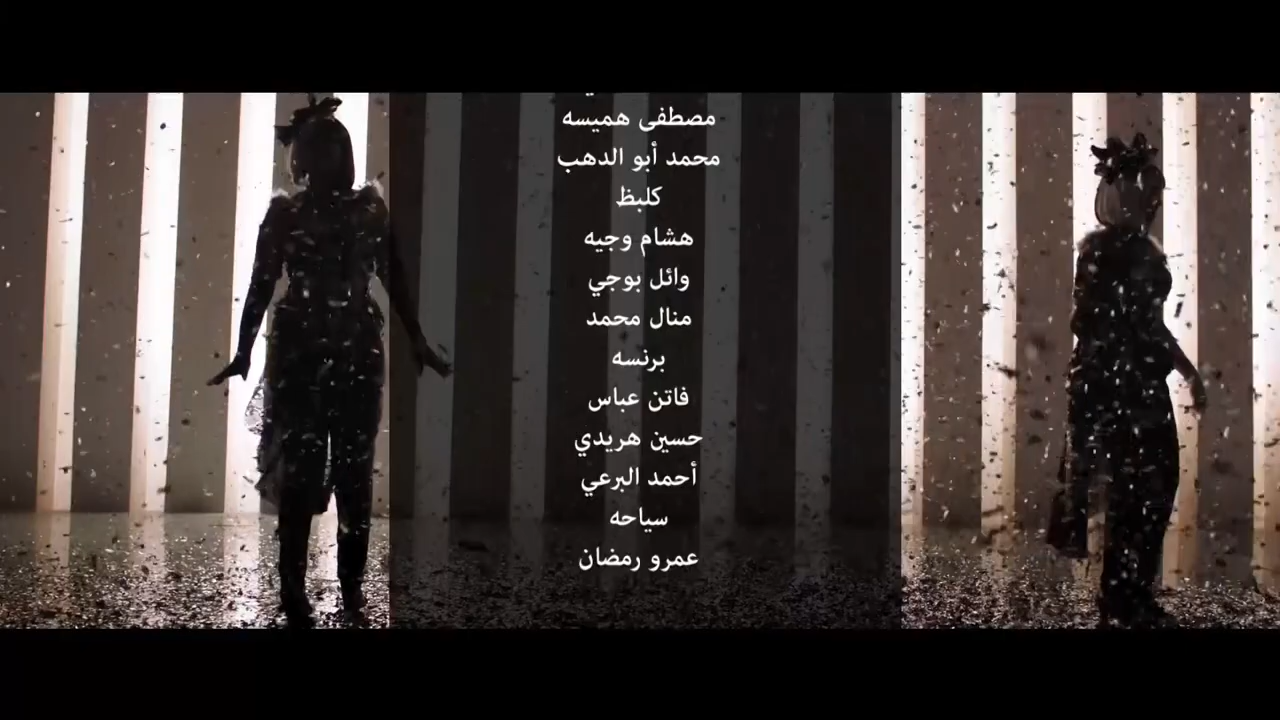 مصطفى هميسه
محمد أبو الدهب
كلبظ
هشام وجيه
وائل بوجي
منال محمد
برنسه
فاتن عباس
حسين هريدي
أحمد البرعي
سياحه
عمرو رمضان